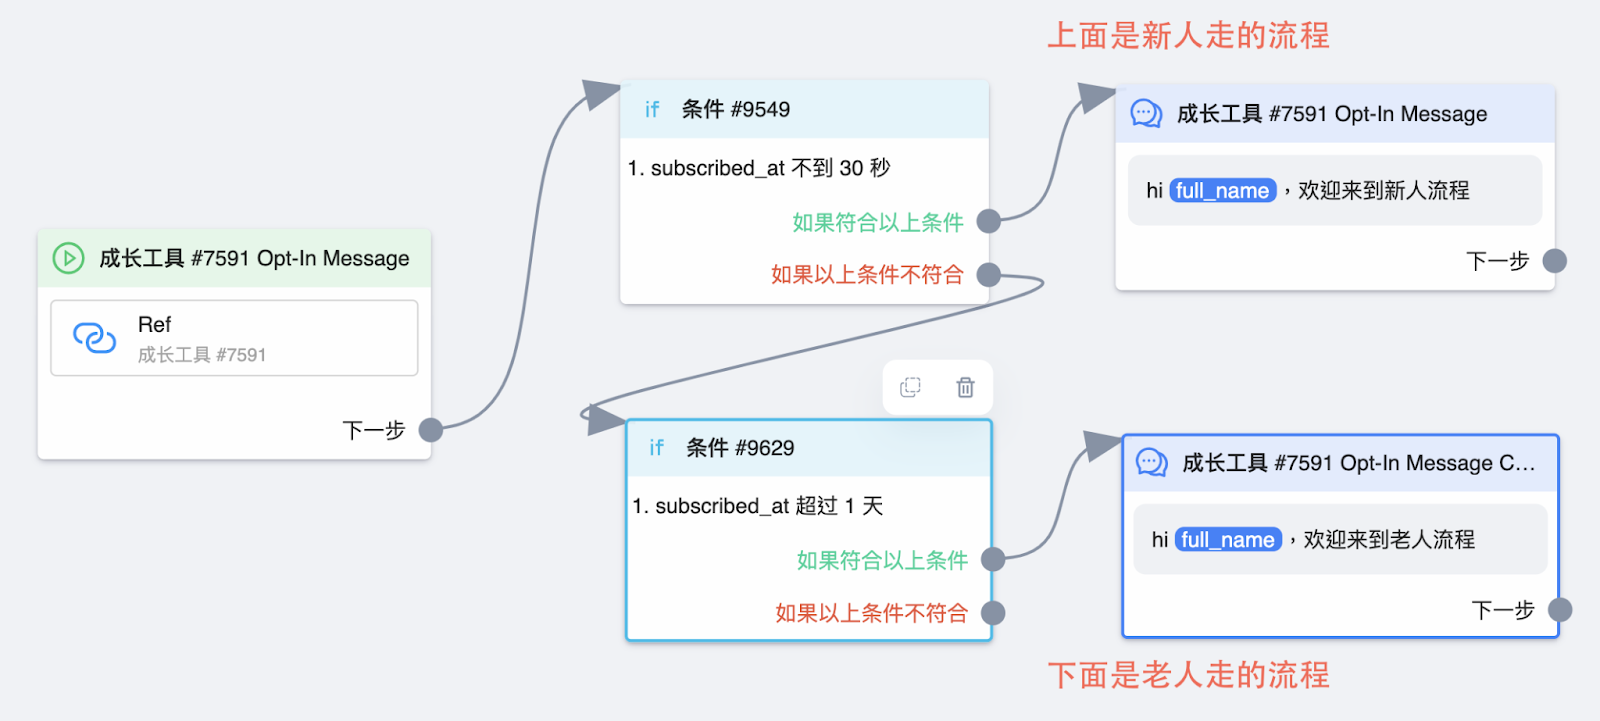 上面是新人走的流程
成长工具 #7591 Opt-In Message
Ref
成长工具 #7591
下一步
if 条件 #9549
1. subscribed_at 不到 30 秒
如果符合以上条件
如果以上条件不符合
成长工具 #7591 Opt-In Message
hi full_name，欢迎来到新人流程
下一步
if 条件 #9629
1. subscribed_at 超过 1 天
如果符合以上条件
如果以上条件不符合
成长工具 #7591 Opt-In Message C...
hi full_name，欢迎来到老人流程
下一步
下面是老人走的流程